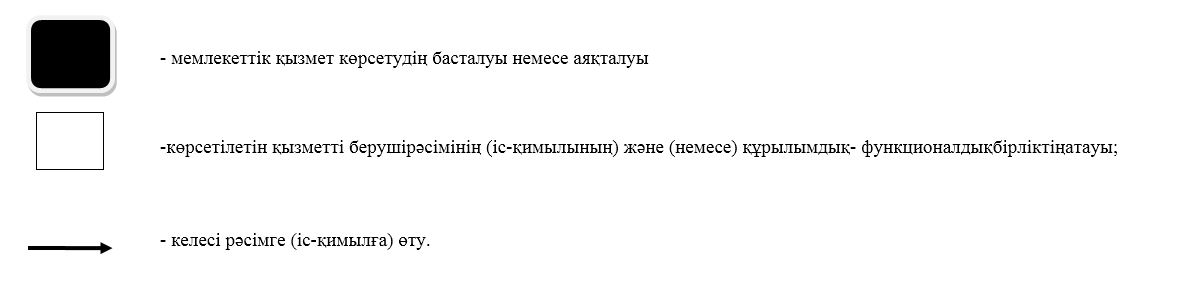 - мемлекеттік қызмет көрсетудің басталуы немесе аяқталуы
-көрсетілетін қызметті берушірәсімінің (іс-қимылының) және (немесе) құрылымдық- функционалдықбірліктіңатауы;
- келесі рәсімге (іс-қимылға) өту.